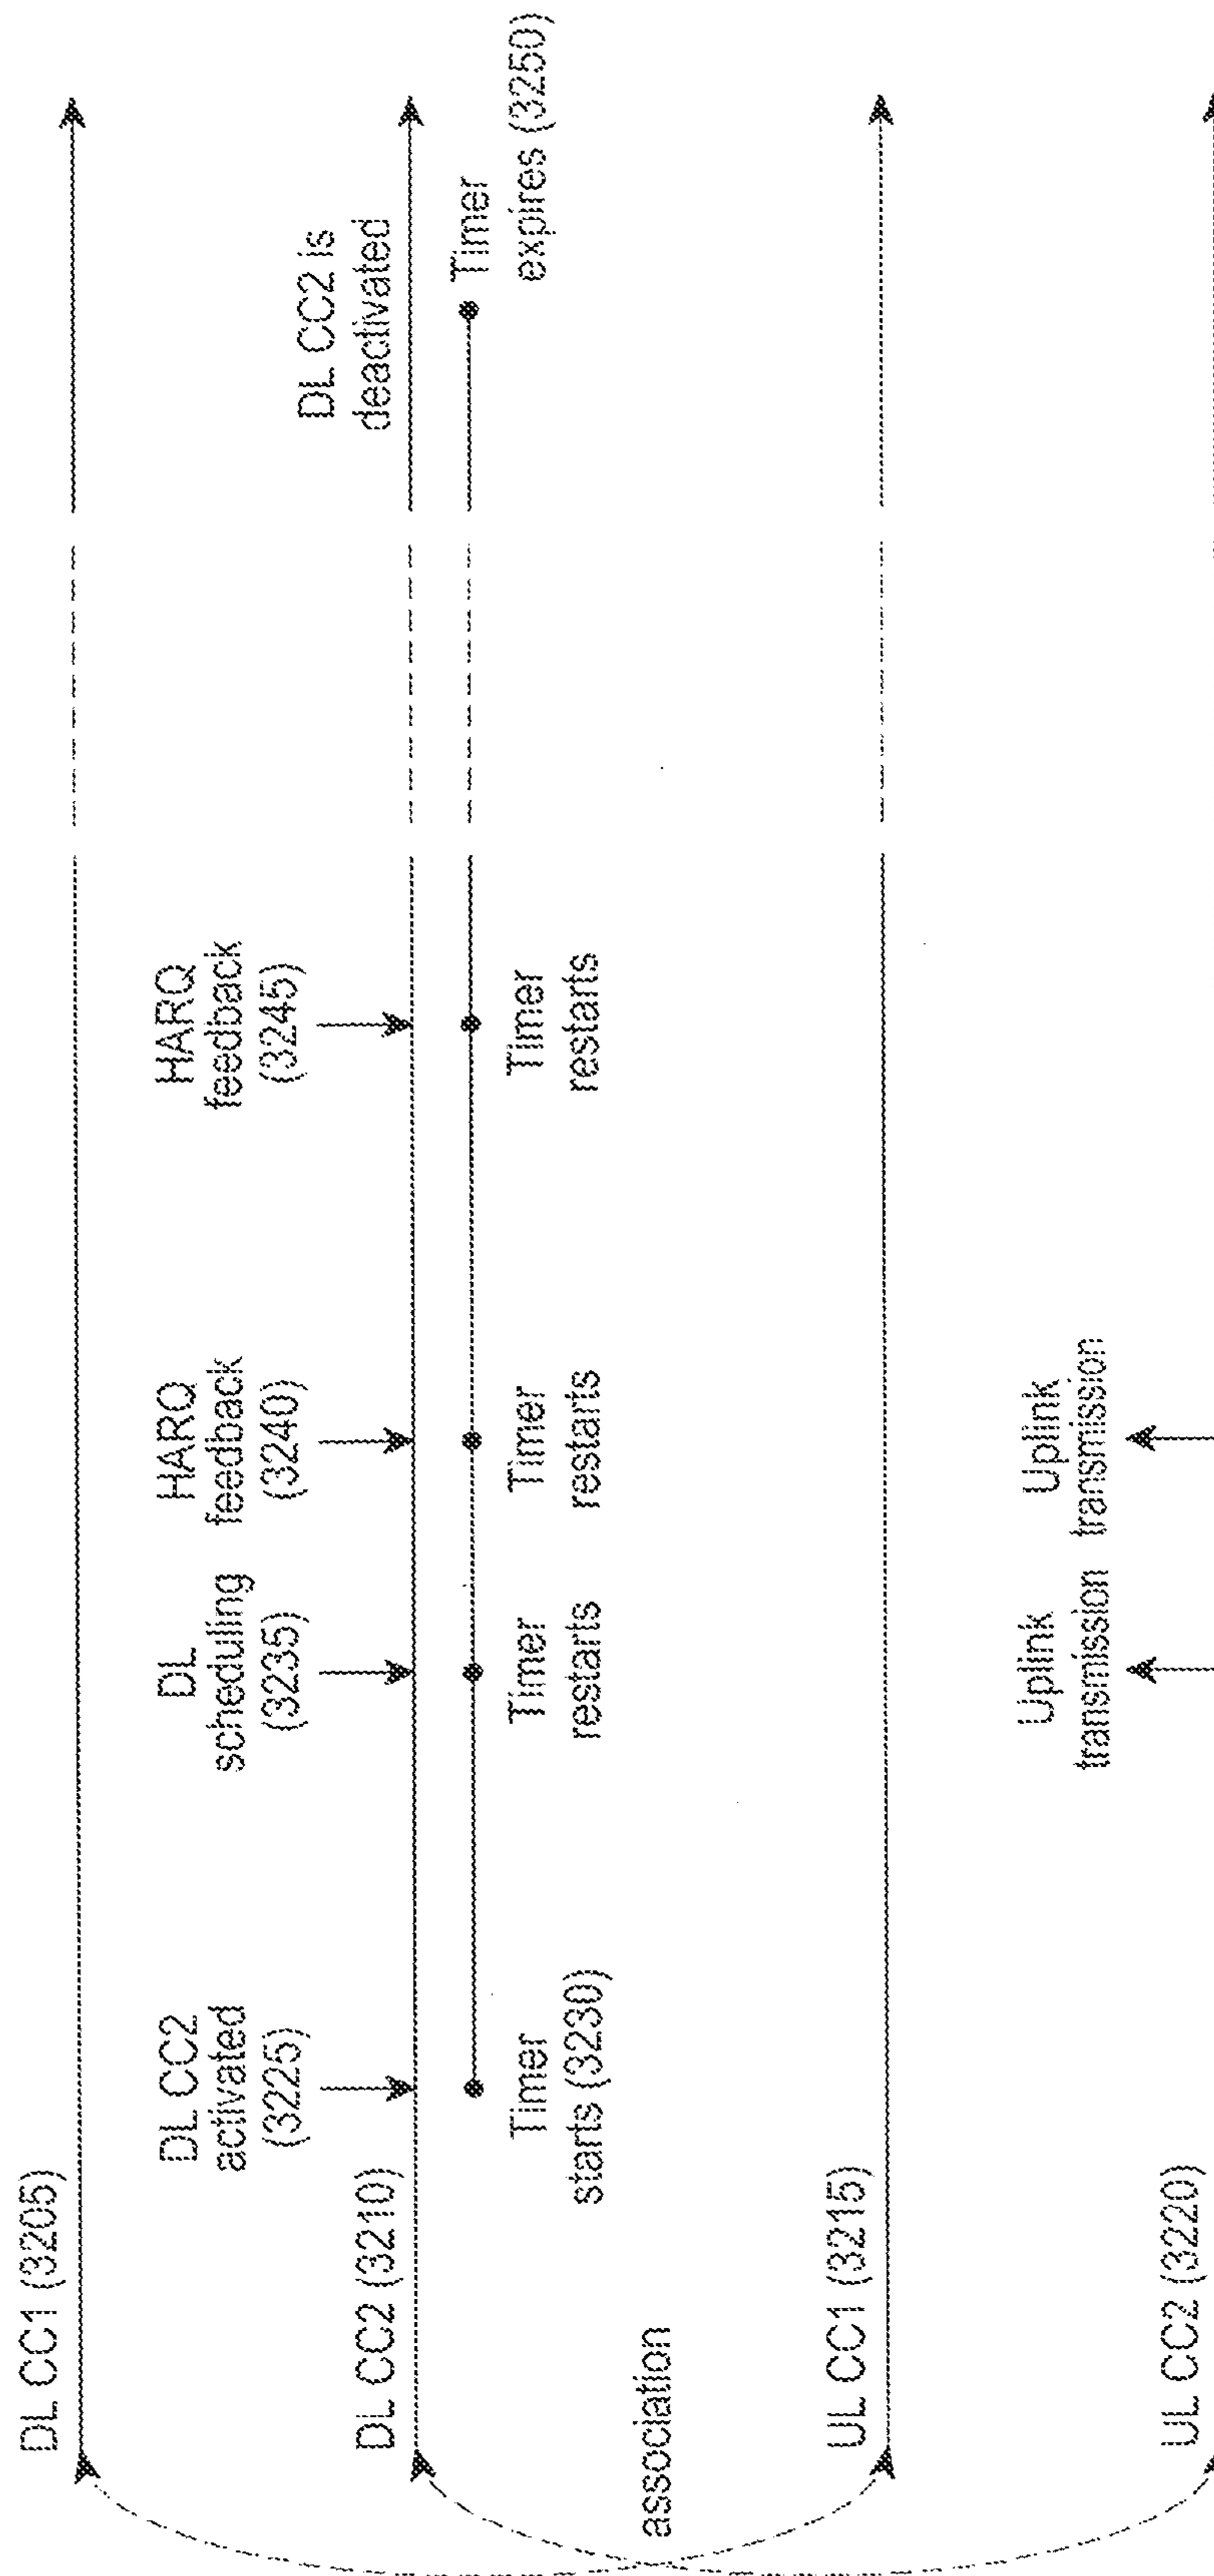 DL CC1 (3205)
DL CC2
activated
(3225)
DL
scheduling
(3235)
HARQ
feedback
(3240)
HARQ
feedback
(3245)
DL CC2 is
deactivated
DL CC2 (3210)
Timer
starts (3230)
Timer
restarts
Timer
restarts
Timer
restarts
Timer
expires (3250)
association
UL CC1 (3215)
Uplink
transmission
Uplink
transmission
UL CC2 (3220)